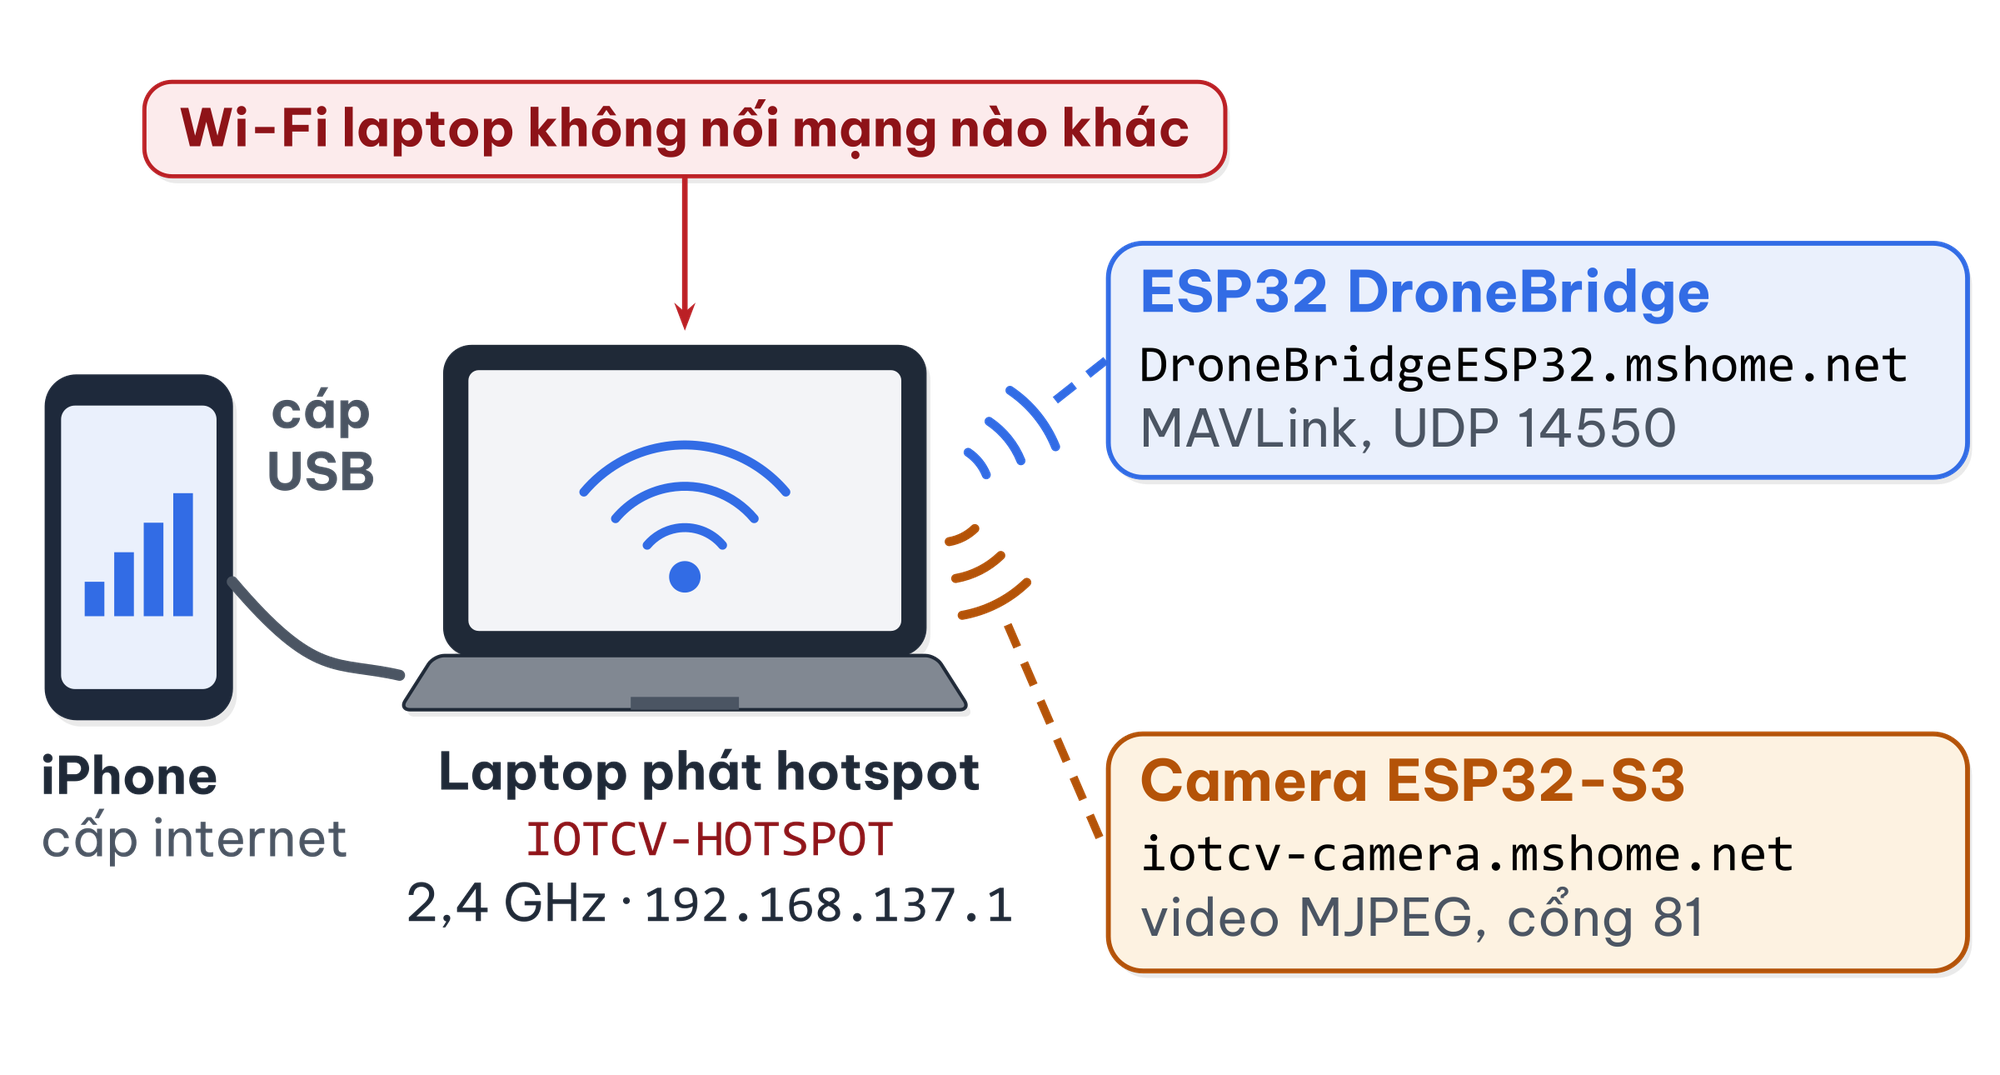 Wi-Fi laptop không nối mạng nào khác
cáp
USB
iPhone
cấp internet
Laptop phát hotspot
IOTCV-HOTSPOT
2,4 GHz · 192.168.137.1
ESP32 DroneBridge
DroneBridgeESP32.mshome.net
MAVLink, UDP 14550
Camera ESP32-S3
iotcv-camera.mshome.net
video MJPEG, cổng 81